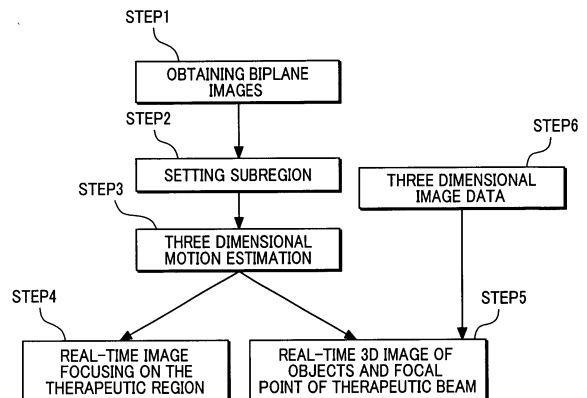 STEP1
OBTAINING BIPLANE
IMAGES
STEP2
SETTING SUBREGION
STEP3
THREE DIMENSIONAL
MOTION ESTIMATION
STEP6
THREE DIMENSIONAL
IMAGE DATA
STEP4
REAL-TIME IMAGE
FOCUSING ON THE
THERAPEUTIC REGION
STEP5
REAL-TIME 3D IMAGE OF
OBJECTS AND FOCAL
POINT OF THERAPEUTIC BEAM